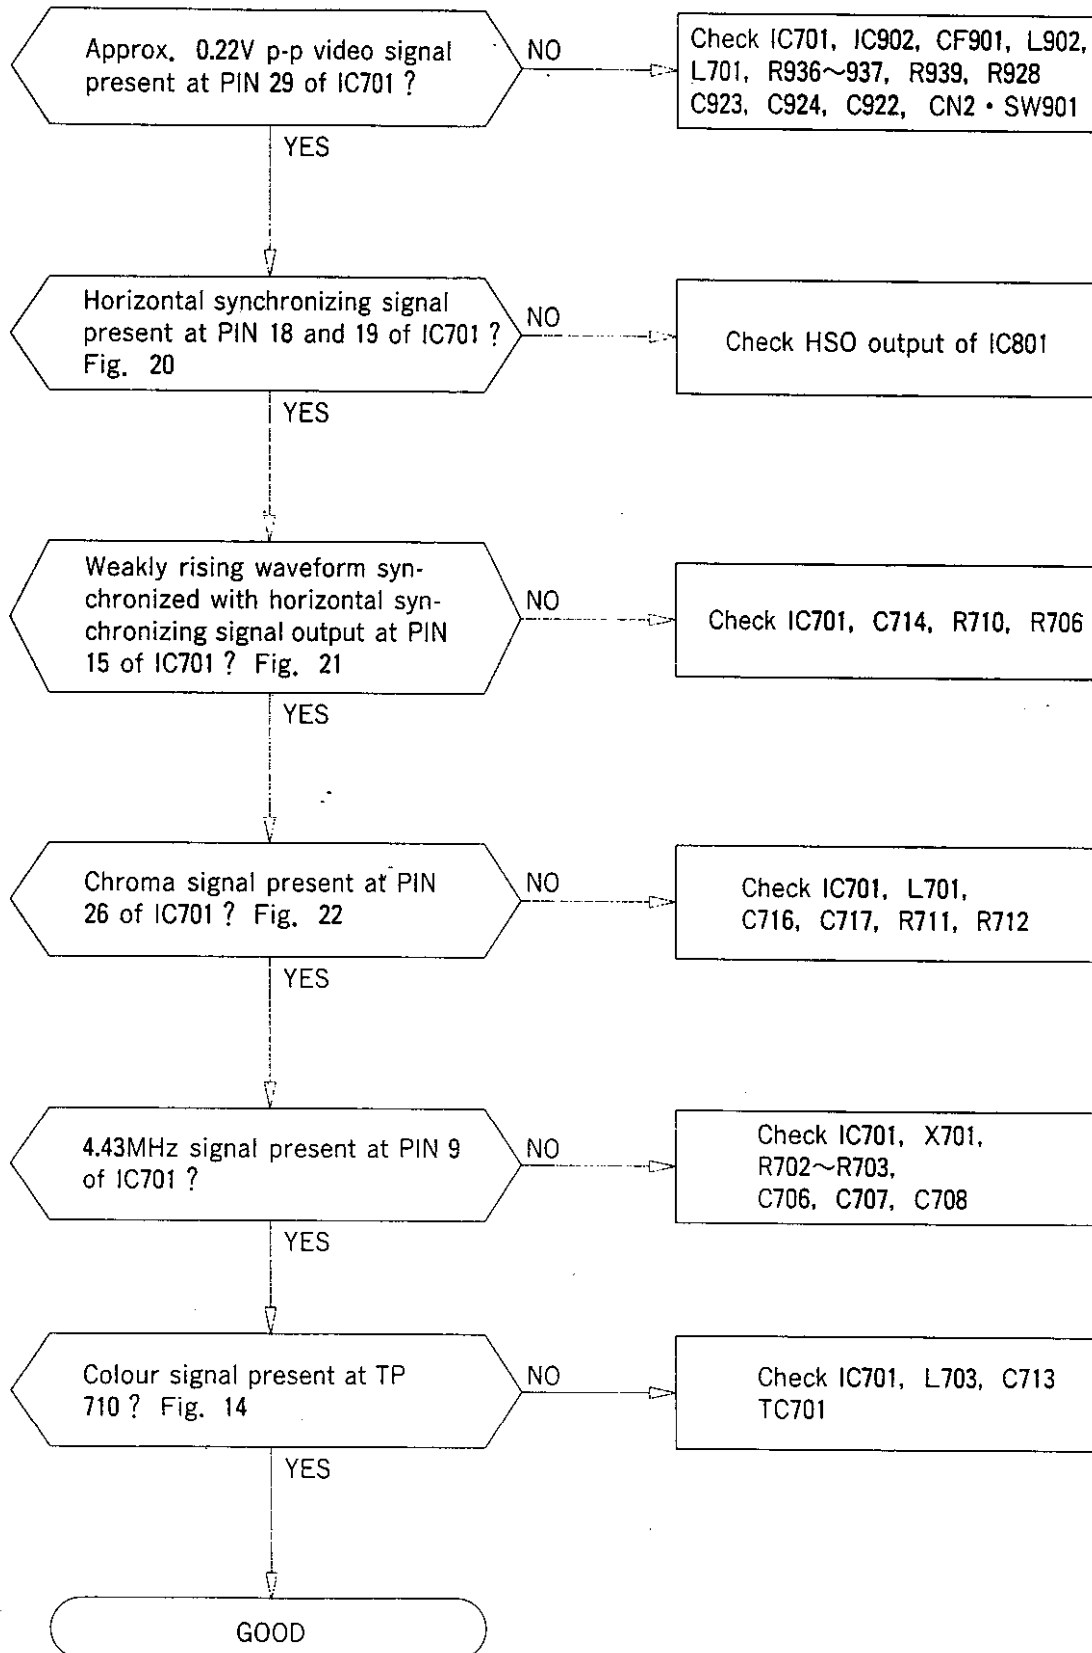 Approx. 0.22V p-p video signal
present at PIN 29 of IC701 ?
NO
Check IC701, IC902, CF901, L902,
L701, R936~937, R939, R928
C923, C924, C922, CN2・SW901
YES
Horizontal synchronizing signal
present at PIN 18 and 19 of IC701 ?
Fig. 20
NO
Check HSO output of IC801
YES
Weakly rising waveform syn-
chronized with horizontal syn-
chronizing signal output at PIN
15 of IC701 ? Fig. 21
NO
Check IC701, C714, R710, R706
YES
Chroma signal present at PIN
26 of IC701 ? Fig. 22
NO
Check IC701, L701,
C716, C717, R711, R712
YES
4.43MHz signal present at PIN 9
of IC701 ?
NO
Check IC701, X701,
R702~R703,
C706, C707, C708
YES
Colour signal present at TP
710 ? Fig. 14
NO
Check IC701, L703, C713
TC701
YES
GOOD